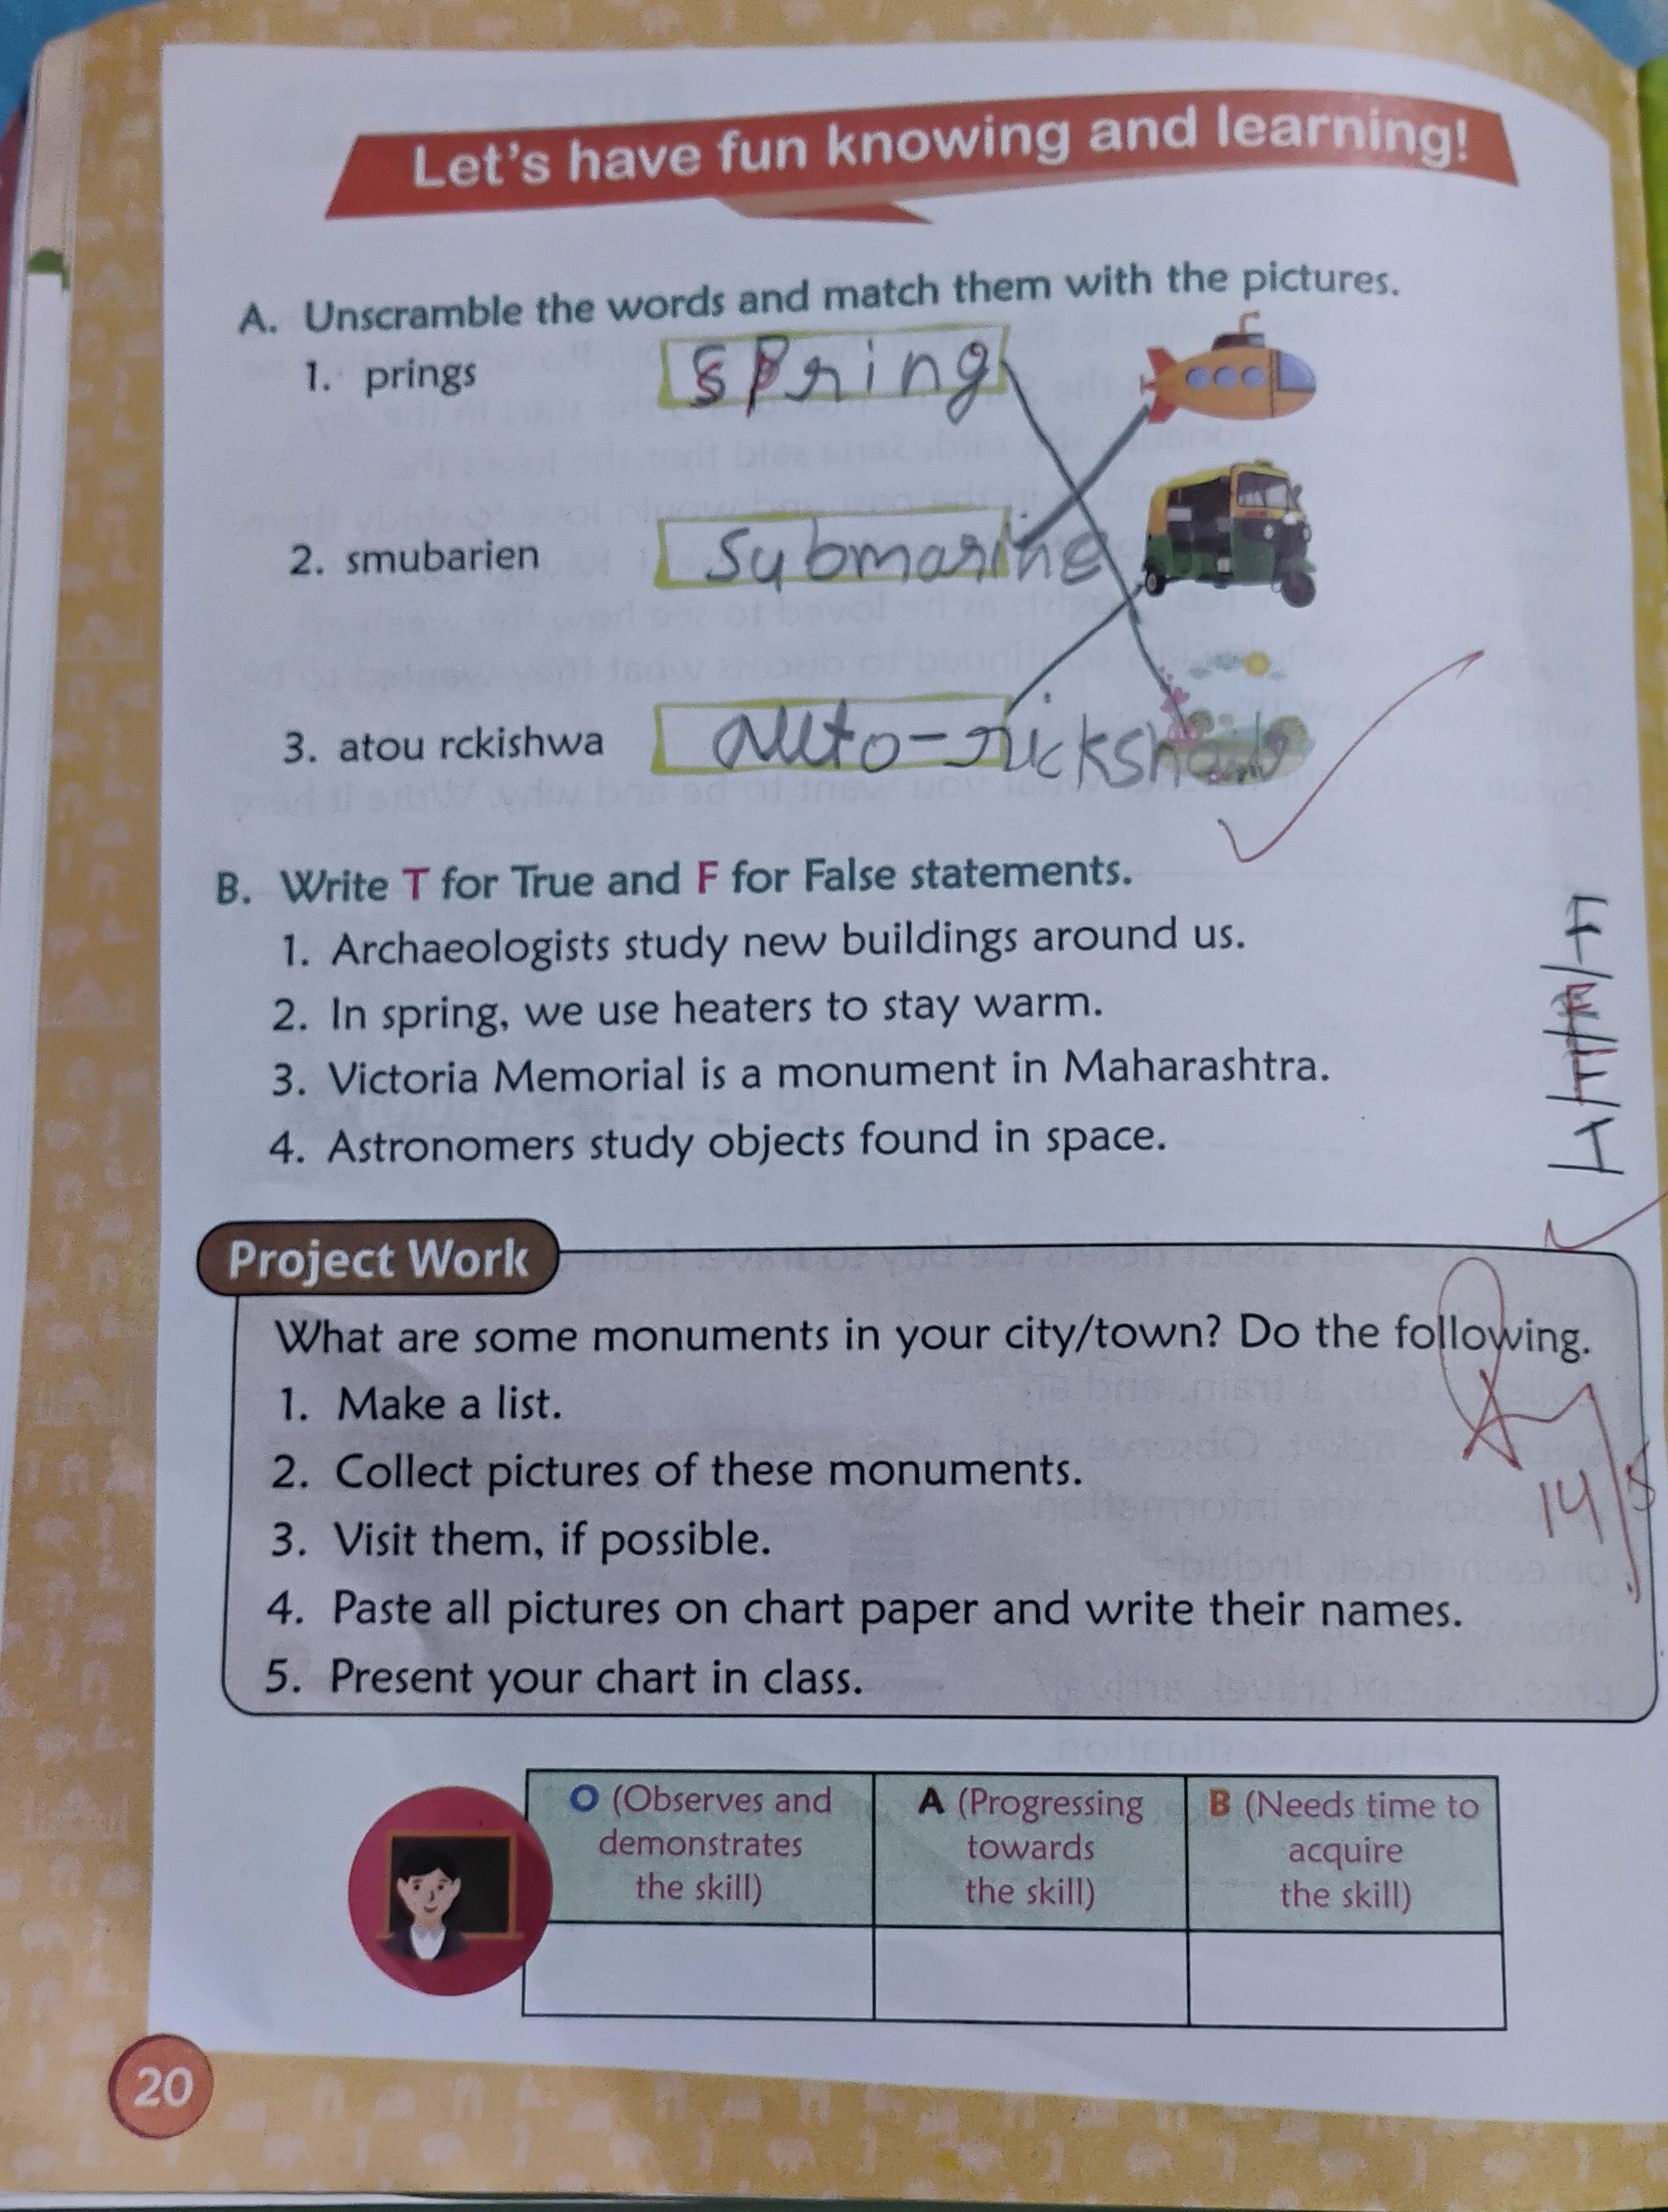 Let's have fun knowing and learning!
A. Unscramble the words and match them with the pictures.
1. prings spring
2. smubarien submarine
3. atou rckishwa auto-rickshaw
B. Write T for True and F for False statements.
1. Archaeologists study new buildings around us. F
2. In spring, we use heaters to stay warm.
3. Victoria Memorial is a monument in Maharashtra.
4. Astronomers study objects found in space. T
Project Work
What are some monuments in your city/town? Do the following.
1. Make a list.
2. Collect pictures of these monuments.
14/5
3. Visit them, if possible.
4. Paste all pictures on chart paper and write their names.
5. Present your chart in class.
O (Observes and A (Progressing B (Needs time to
demonstrates towards acquire
the skill) the skill) the skill)
20